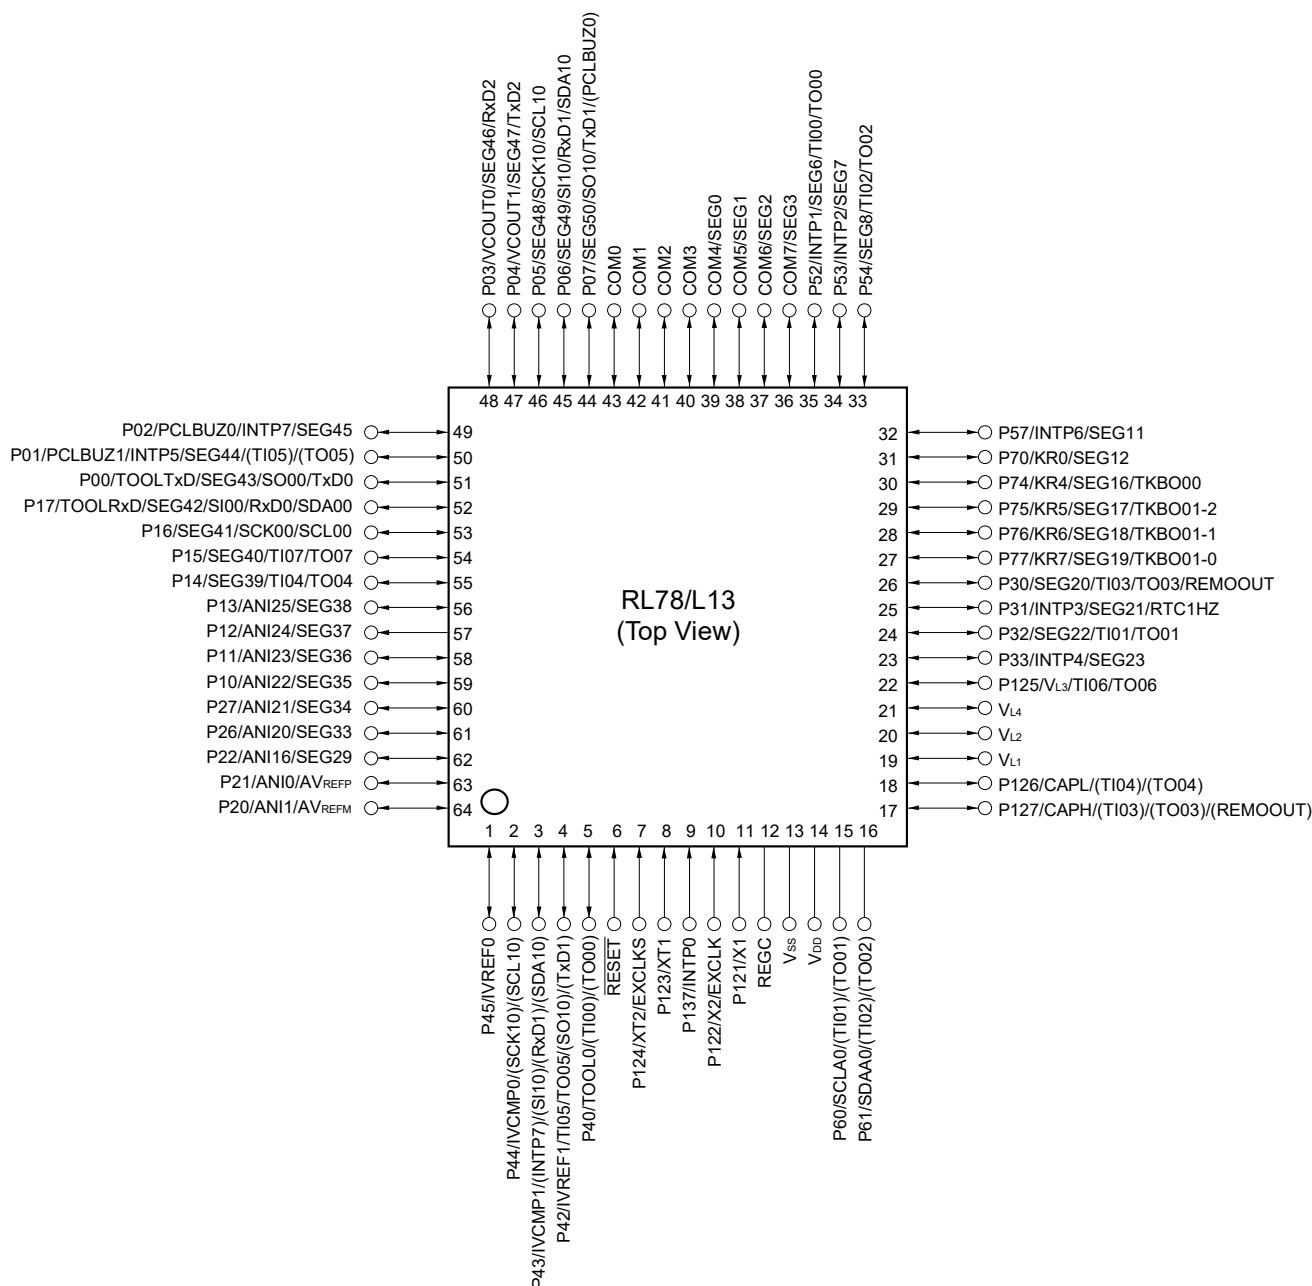 P03/VCOUT0/SEG46/RxD2
P04/VCOUT1/SEG47/TxD2
P05/SEG48/SCK10/SCL10
P06/SEG49/SI10/RxD1/SDA10
P07/SEG50/SO10/TxD1/(PCLBUZ0)
COM0
COM1
COM2
COM3
COM4/SEG0
COM5/SEG1
COM6/SEG2
COM7/SEG3
P52/INTP1/SEG6/TI00/TO00
P53/INTP2/SEG7
P54/SEG8/TI02/TO02
48 47 46 45 44 43 42 41 40 39 38 37 36 35 34 33
P02/PCLBUZ0/INTP7/SEG45 49
P01/PCLBUZ1/INTP5/SEG44/(TI05)/(TO05) 50
P00/TOOLTxD/SEG43/SO00/TxD0 51
P17/TOOLRxD/SEG42/SI00/RxD0/SDA00 52
P16/SEG41/SCK00/SCL00 53
P15/SEG40/TI07/TO07 54
P14/SEG39/TI04/TO04 55
P13/ANI25/SEG38 56
P12/ANI24/SEG37 57
P11/ANI23/SEG36 58
P10/ANI22/SEG35 59
P27/ANI21/SEG34 60
P26/ANI20/SEG33 61
P22/ANI16/SEG29 62
P21/ANI0/AVREFP 63
P20/ANI1/AVREFM 64
RL78/L13
(Top View)
32 P57/INTP6/SEG11
31 P70/KR0/SEG12
30 P74/KR4/SEG16/TKBO00
29 P75/KR5/SEG17/TKBO01-2
28 P76/KR6/SEG18/TKBO01-1
27 P77/KR7/SEG19/TKBO01-0
26 P30/SEG20/TI03/TO03/REMOOUT
25 P31/INTP3/SEG21/RTC1HZ
24 P32/SEG22/TI01/TO01
23 P33/INTP4/SEG23
22 P125/VL3/TI06/TO06
21 VL4
20 VL2
19 VL1
18 P126/CAPL/(TI04)/(TO04)
17 P127/CAPH/(TI03)/(TO03)/(REMOOUT)
1 2 3 4 5 6 7 8 9 10 11 12 13 14 15 16
P45/IVREF0
P44/IVCMP0/(SCK10)/(SCL10)
P43/IVCMP1/(INTP7)/(SI10)/(RxD1)/(SDA10)
P42/IVREF1/TI05/TO05/(SO10)/(TxD1)
P40/TOOL0/(TI00)/(TO00)
RESET
P124/XT2/EXCLKS
P123/XT1
P137/INTP0
P122/X2/EXCLK
P121/X1
REGC
VSS
VDD
P60/SCLA0/(TI01)/(TO01)
P61/SDAA0/(TI02)/(TO02)